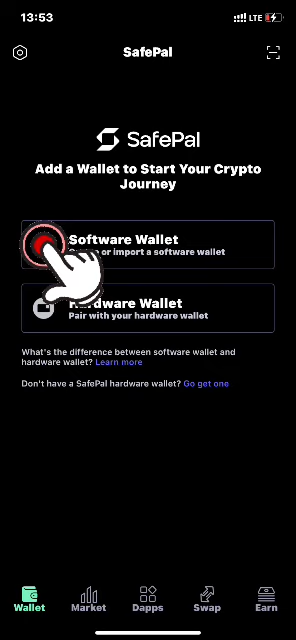 13:53
LTE
SafePal
SafePal
Add a Wallet to Start Your Crypto
Journey
Software Wallet
or import a software wallet
Wallet
Pair with your hardware wallet
What's the difference between software wallet and
hardware wallet? Learn more
Don't have a SafePal hardware wallet? Go get one
Wallet
Market
Dapps
Swap
Earn